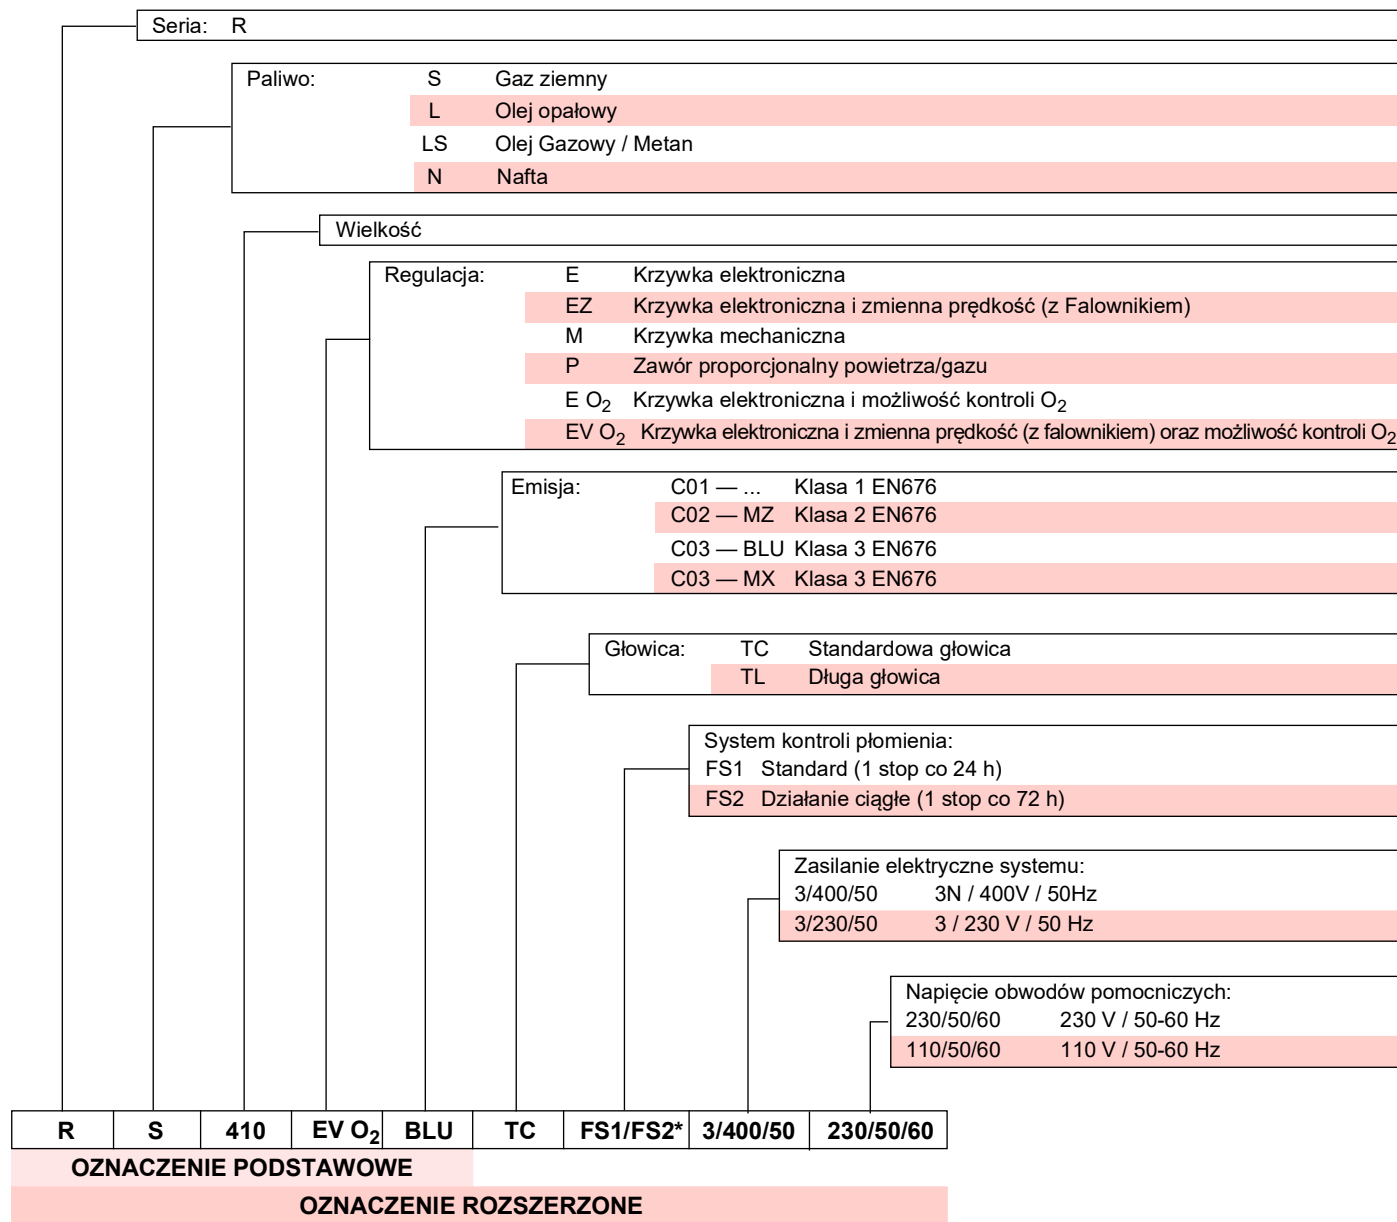 Seria: R
Paliwo: S Gaz ziemny
L Olej opałowy
LS Olej Gazowy / Metan
N Nafta
Wielkość
Regulacja: E Krzywka elektroniczna
EZ Krzywka elektroniczna i zmienna prędkość (z Falownikiem)
M Krzywka mechaniczna
P Zawór proporcjonalny powietrza/gazu
E O2 Krzywka elektroniczna i możliwość kontroli O2
EV O2 Krzywka elektroniczna i zmienna prędkość (z falownikiem) oraz możliwość kontroli O2
Emisja: C01 — ... Klasa 1 EN676
C02 — MZ Klasa 2 EN676
C03 — BLU Klasa 3 EN676
C03 — MX Klasa 3 EN676
Głowica: TC Standardowa głowica
TL Długa głowica
System kontroli płomienia:
FS1 Standard (1 stop co 24 h)
FS2 Działanie ciągłe (1 stop co 72 h)
Zasilanie elektryczne systemu:
3/400/50 3N / 400V / 50Hz
3/230/50 3 / 230 V / 50 Hz
Napięcie obwodów pomocniczych:
230/50/60 230 V / 50-60 Hz
110/50/60 110 V / 50-60 Hz
R S 410 EV O2 BLU TC FS1/FS2* 3/400/50 230/50/60
OZNACZENIE PODSTAWOWE
OZNACZENIE ROZSZERZONE